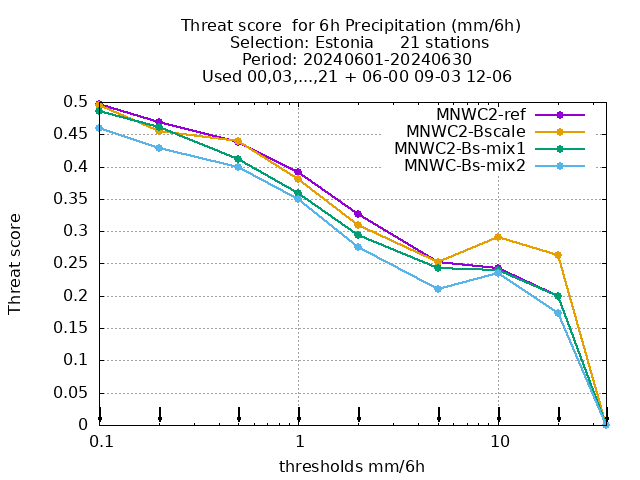 Threat score  for 6h Precipitation (mm/6h)
Selection: Estonia     21 stations
Period: 20240601-20240630
Used 00,03,...,21 + 06-00 09-03 12-06
MNWC2-ref
MNWC2-Bscale
MNWC2-Bs-mix1
MNWC-Bs-mix2
0.5
0.45
0.4
0.35
0.3
0.25
0.2
0.15
0.1
0.05
0
Threat score
0.1
1
10
thresholds mm/6h